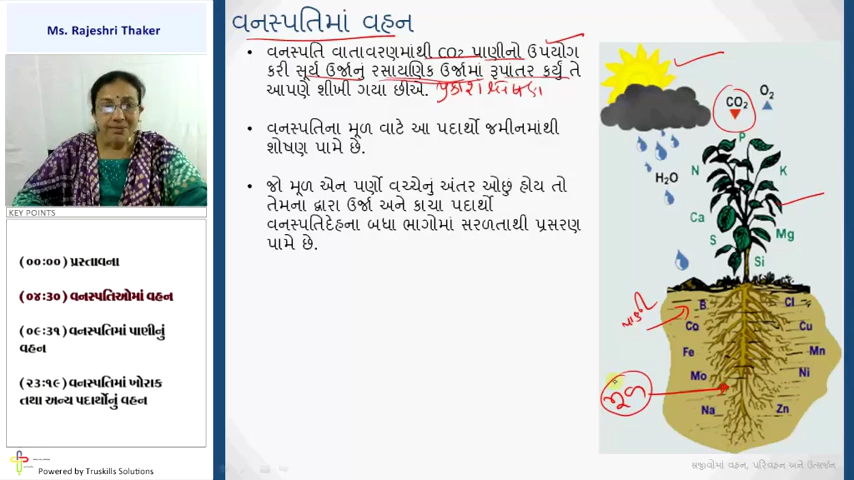 Ms. Rajeshri Thaker
KEY POINTS
(૦૦:૦૦) પ્રસ્તાવના
(૦૪:૩૦) વનસ્પતિઓમાં વહન
(૦૯:૩૧) વનસ્પતિમાં પાણીનું
વહન
(૨૩:૧૯) વનસ્પતિમાં ખોરાક
તથા અન્ય પદાર્થોનું વહન
Powered by Truskills Solutions
વનસ્પતિમાં વહન
• વનસ્પતિ વાતાવરણમાંથી CO₂ પ્રાણીનો ઉપયોગ
કરી સૂર્ય ઉર્જાનું રસાયણિક ઉર્જામાં રૂપાંતર કર્યું તે
આપણે શીખી ગયા છીએ. પ્રકાશસંશ્લેષણ
• વનસ્પતિના મૂળ વાટે આ પદાર્થો જમીનમાંથી
શોષણ પામે છે.
• જો મૂળ એન પર્ણો વચ્ચેનું અંતર ઓછું હોય તો
તેમના દ્વારા ઉર્જા અને કાચા પદાર્થો
વનસ્પતિદેહના બધા ભાગોમાં સરળતાથી પ્રસરણ
પામે છે.
CO₂
O₂
P
N
K
H₂O
Ca
Mg
S
Si
B
Cl
Co
Cu
Fe
Mn
Mo
Ni
મૂળ
Na
Zn
સજીવોમાં વહન, પરિવહન અને ઉત્સર્જન